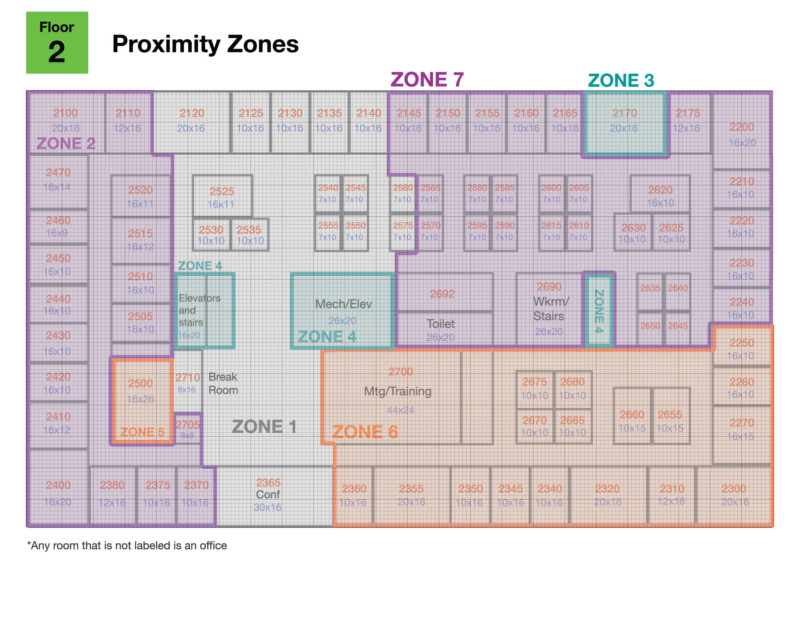 Floor
2
Proximity Zones
ZONE 7
ZONE 3
2100
20x16
2110
12x16
2120
20x16
2125
10x16
2130
10x16
2135
10x16
2140
10x16
2145
10x16
2150
10x16
2155
10x16
2160
10x16
2165
10x16
2170
20x16
2175
12x16
2200
16x20
ZONE 2
2470
16x14
2520
16x11
2525
16x11
2540
7x10
2545
7x10
2560
7x10
2565
7x10
2580
7x10
2585
7x10
2600
7x10
2605
7x10
2620
16x10
2210
16x10
2460
16x9
2515
16x12
2530
10x10
2535
10x10
2555
7x10
2550
7x10
2575
7x10
2570
7x10
2595
7x10
2590
7x10
2615
7x10
2610
7x10
2630
10x10
2625
10x10
2220
16x10
2450
16x10
2510
16x10
ZONE 4
Elevators
and
stairs
16x20
Mech/Elev
26x20
ZONE 4
2692
Toilet
26x20
2690
Wkrm/
Stairs
26x20
ZONE 4
2635
2640
2650
2645
2230
16x10
2240
16x10
2440
16x10
2505
16x10
2430
16x10
2250
16x10
2420
16x10
2500
16x26
ZONE 5
2710
8x16
Break
Room
2705
8x8
ZONE 1
2700
Mtg/Training
44x24
ZONE 6
2675
10x10
2680
10x10
2670
10x10
2665
10x10
2660
10x15
2655
10x15
2260
16x10
2270
16x15
2410
16x12
2400
16x20
2380
12x16
2375
10x16
2370
10x16
2365
Conf
30x16
2360
10x16
2355
20x16
2350
10x16
2345
10x16
2340
10x16
2320
20x16
2310
12x16
2300
20x16
*Any room that is not labeled is an office